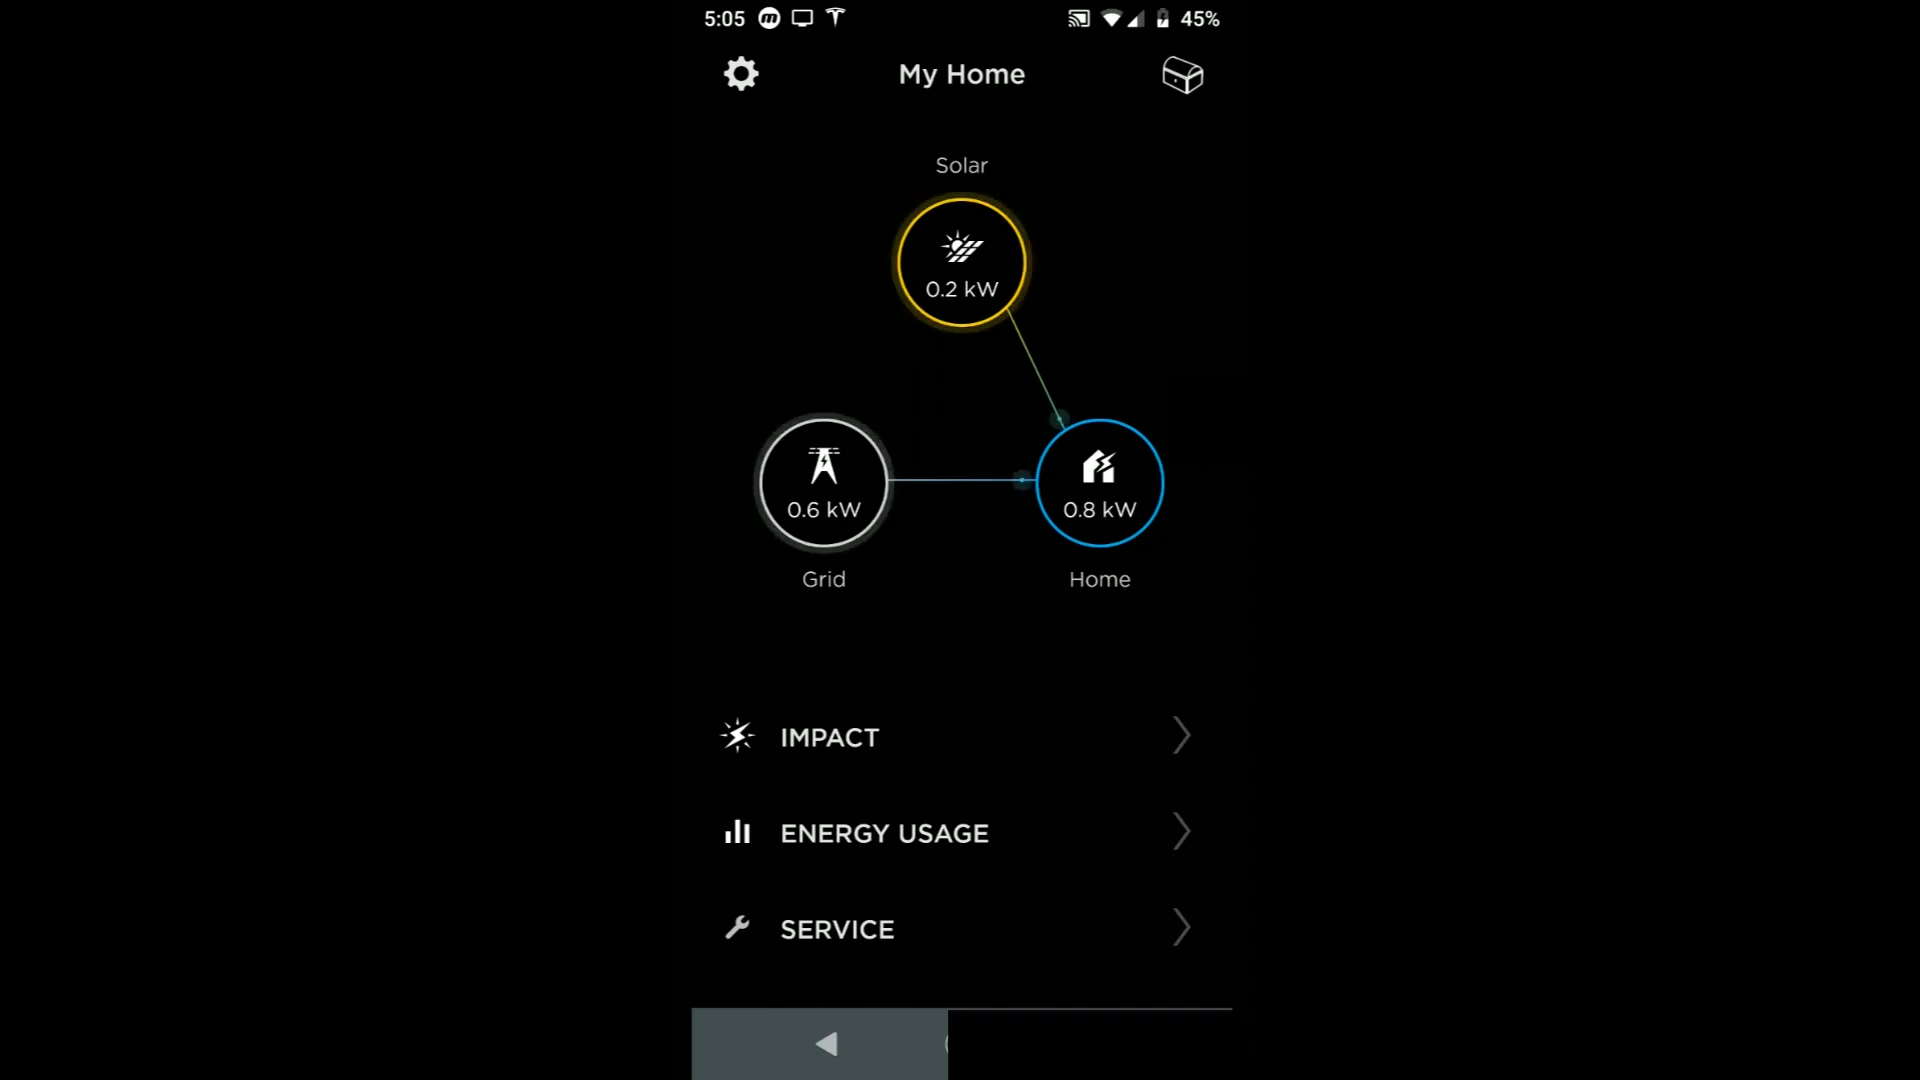 5:05 45%
My Home
Solar
0.2 kW
0.6 kW 0.8 kW
Grid Home
IMPACT
ENERGY USAGE
SERVICE